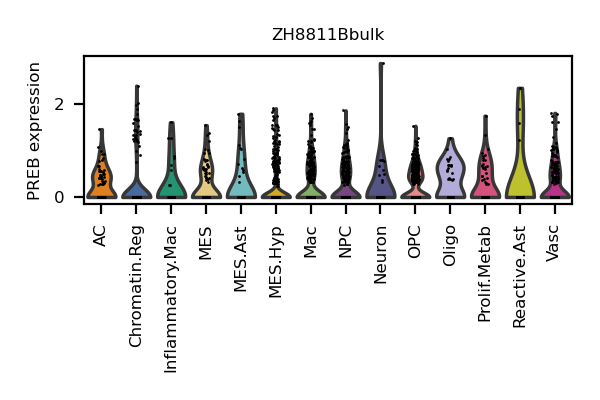 ZH8811Bbulk
PREB expression
2
0
AC
Chromatin.Reg
Inflammatory.Mac
MES
MES.Ast
MES.Hyp
Mac
NPC
Neuron
OPC
Oligo
Prolif.Metab
Reactive.Ast
Vasc